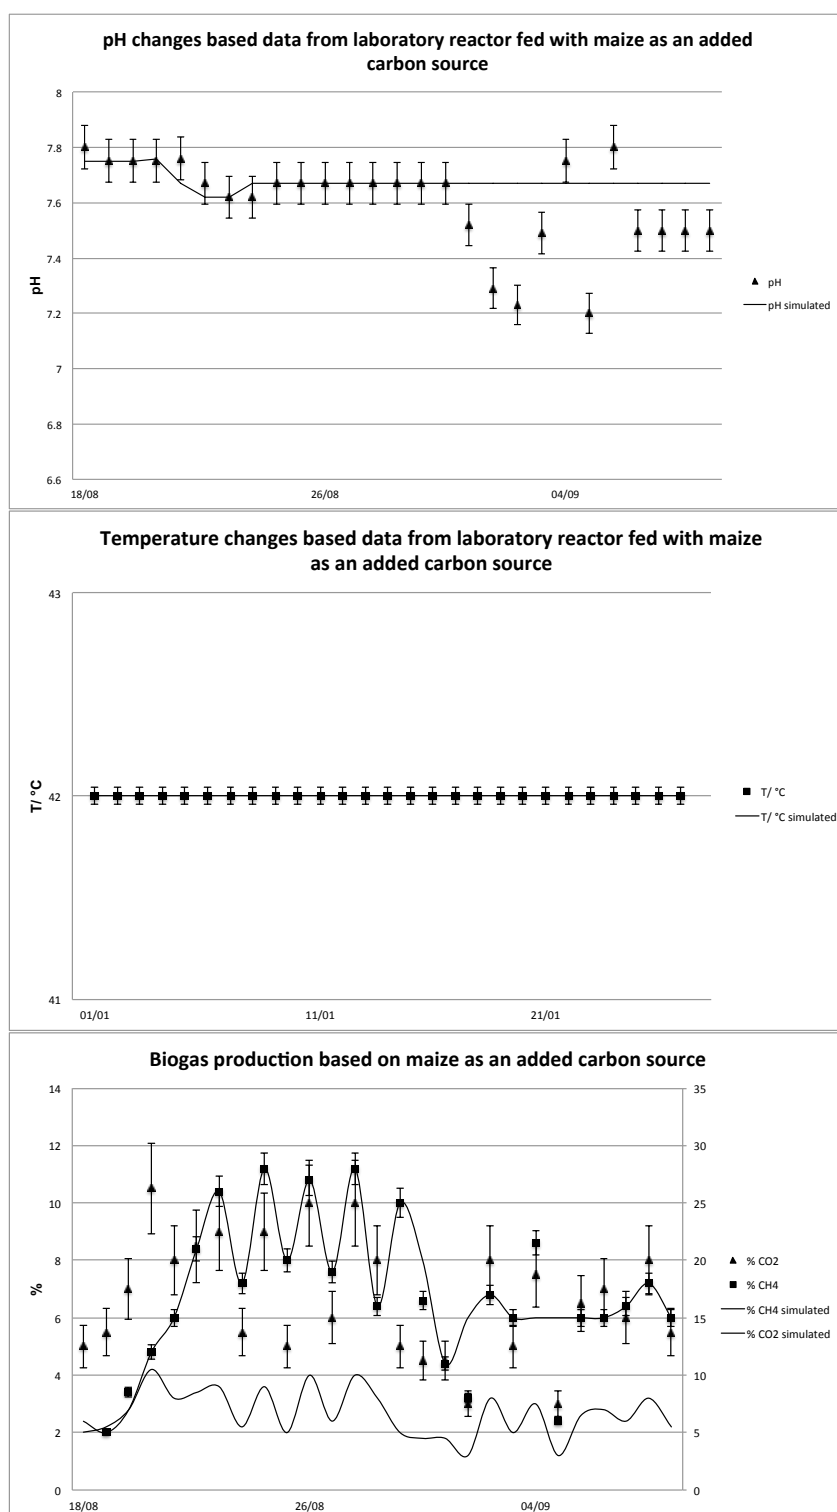 pH changes based data from laboratory reactor fed with maize as an added
carbon source
8
7.8
7.6
7.4
7.2
7
6.8
6.6
pH
18/08
26/08
04/09
pH
pH simulated
Temperature changes based data from laboratory reactor fed with maize
as an added carbon source
43
42
41
T/ °C
01/01
11/01
21/01
T/ °C
T/ °C simulated
Biogas production based on maize as an added carbon source
14
12
10
8
6
4
2
0
%
35
30
25
20
15
10
5
0
18/08
26/08
04/09
% CO2
% CH4
% CH4 simulated
% CO2 simulated